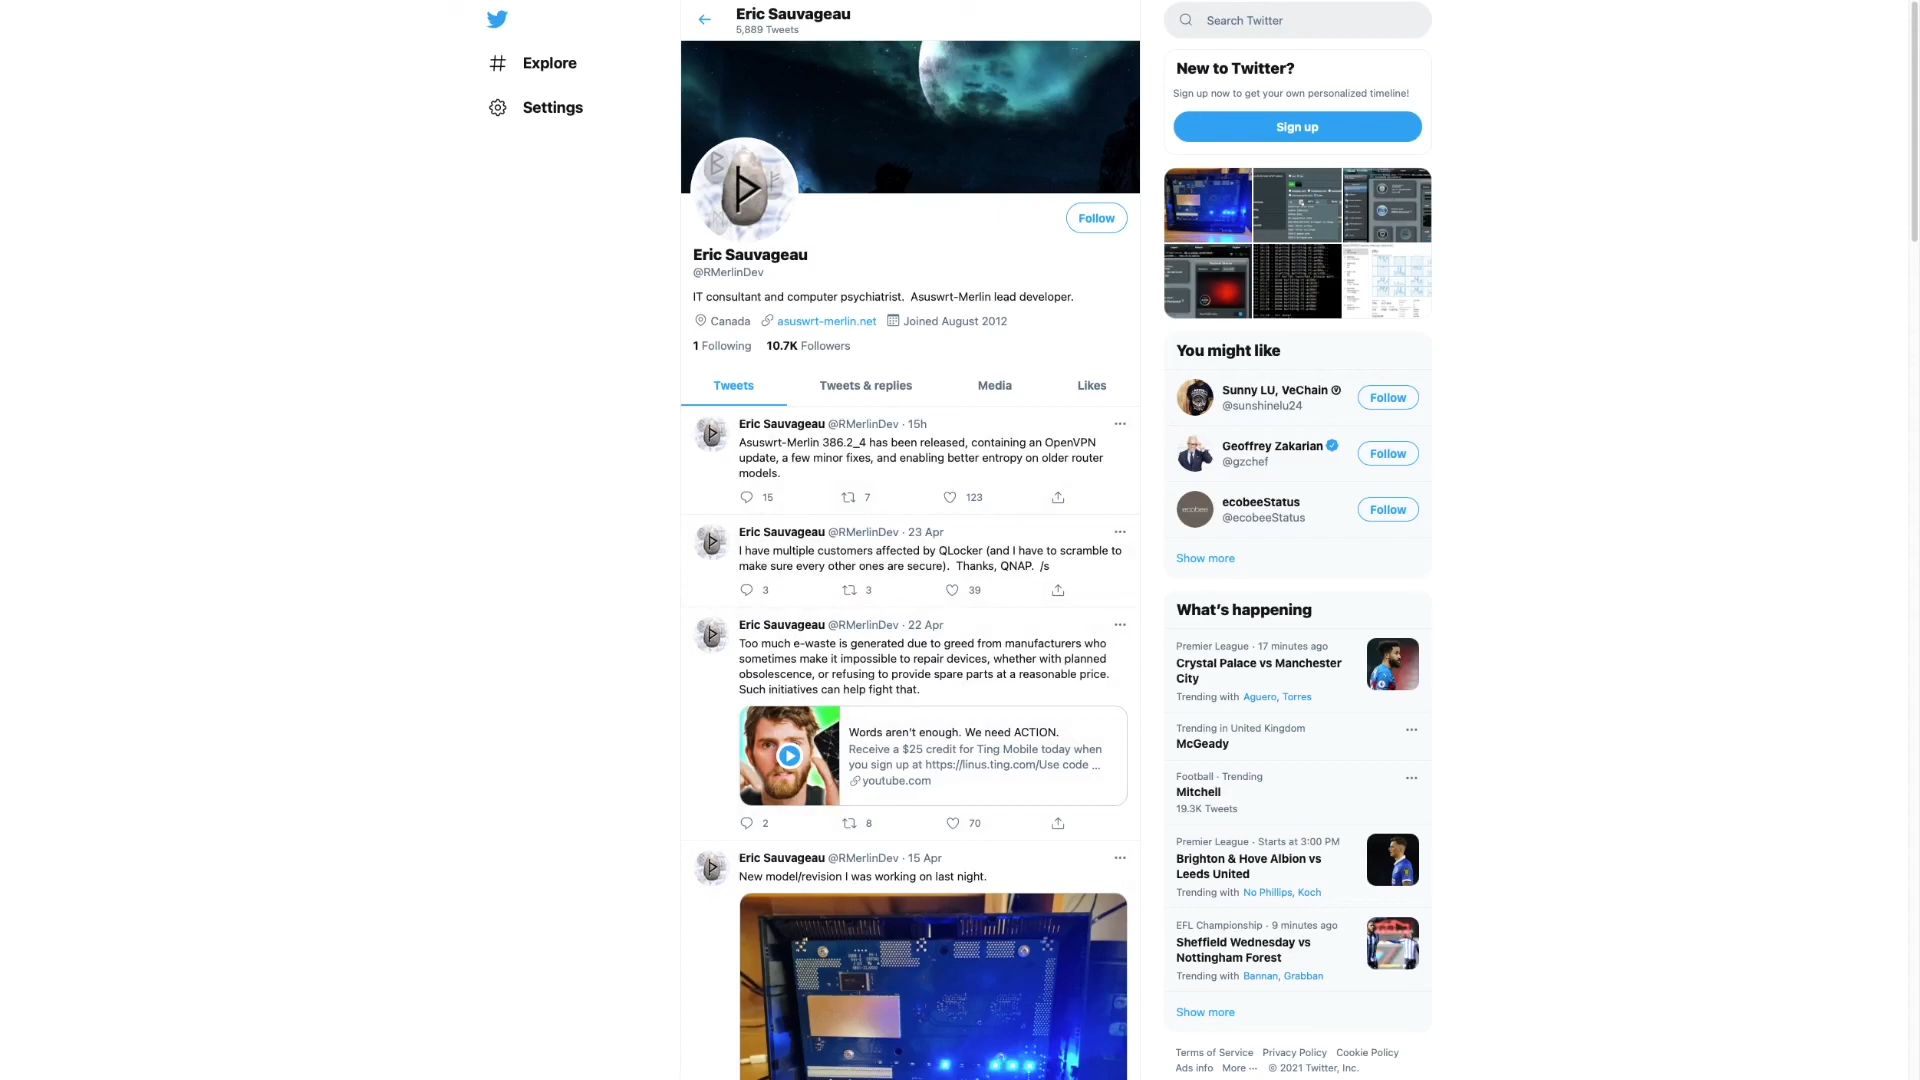 Explore
Settings
Eric Sauvageau
5,889 Tweets
Follow
Eric Sauvageau
@RMerlinDev
IT consultant and computer psychiatrist.  Asuswrt-Merlin lead developer.
Canada asuswrt-merlin.net Joined August 2012
1 Following 10.7K Followers
Tweets Tweets & replies Media Likes
Eric Sauvageau @RMerlinDev · 15h
Asuswrt-Merlin 386.2_4 has been released, containing an OpenVPN
update, a few minor fixes, and enabling better entropy on older router
models.
15 7 123
Eric Sauvageau @RMerlinDev · 23 Apr
I have multiple customers affected by QLocker (and I have to scramble to
make sure every other ones are secure).  Thanks, QNAP.  /s
3 3 39
Eric Sauvageau @RMerlinDev · 22 Apr
Too much e-waste is generated due to greed from manufacturers who
sometimes make it impossible to repair devices, whether with planned
obsolescence, or refusing to provide spare parts at a reasonable price.
Such initiatives can help fight that.
Words aren't enough. We need ACTION.
Receive a $25 credit for Ting Mobile today when
you sign up at https://linus.ting.com/Use code ...
youtube.com
2 8 70
Eric Sauvageau @RMerlinDev · 15 Apr
New model/revision I was working on last night.
Search Twitter
New to Twitter?
Sign up now to get your own personalized timeline!
Sign up
You might like
Sunny LU, VeChain
@sunshinelu24
Follow
Geoffrey Zakarian
@gzchef
Follow
ecobee
ecobeeStatus
@ecobeeStatus
Follow
Show more
What's happening
Premier League · 17 minutes ago
Crystal Palace vs Manchester
City
Trending with Aguero, Torres
Trending in United Kingdom
McGeady
Football · Trending
Mitchell
19.3K Tweets
Premier League · Starts at 3:00 PM
Brighton & Hove Albion vs
Leeds United
Trending with No Phillips, Koch
EFL Championship · 9 minutes ago
Sheffield Wednesday vs
Nottingham Forest
Trending with Bannan, Grabban
Show more
Terms of Service Privacy Policy Cookie Policy
Ads info More ··· © 2021 Twitter, Inc.